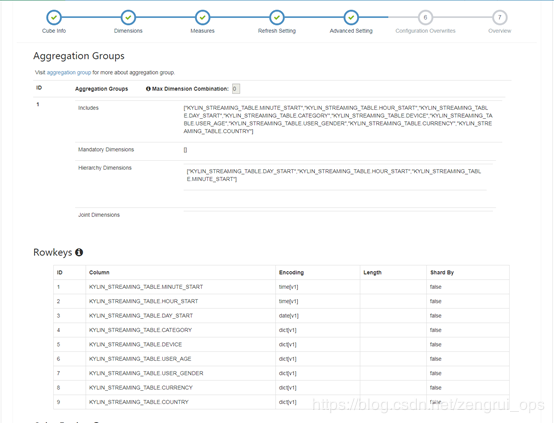 6
7
Cube Info
Dimensions
Measures
Refresh Setting
Advanced Setting
Configuration Overwrites
Overview
Aggregation Groups
Visit aggregation group for more about aggregation group.
ID
Aggregation Groups
Max Dimension Combination: 0
1
Includes
["KYLIN_STREAMING_TABLE.MINUTE_START","KYLIN_STREAMING_TABLE.HOUR_START","KYLIN_STREAMING_TABL
E.DAY_START","KYLIN_STREAMING_TABLE.CATEGORY","KYLIN_STREAMING_TABLE.DEVICE","KYLIN_STREAMING_TA
BLE.USER_AGE","KYLIN_STREAMING_TABLE.USER_GENDER","KYLIN_STREAMING_TABLE.CURRENCY","KYLIN_STRE
AMING_TABLE.COUNTRY"]
Mandatory Dimensions
[]
Hierarchy Dimensions
["KYLIN_STREAMING_TABLE.DAY_START","KYLIN_STREAMING_TABLE.HOUR_START","KYLIN_STREAMING_TABL
E.MINUTE_START"]
Joint Dimensions
Rowkeys
ID Column Encoding Length Shard By
1 KYLIN_STREAMING_TABLE.MINUTE_START time[v1] false
2 KYLIN_STREAMING_TABLE.HOUR_START time[v1] false
3 KYLIN_STREAMING_TABLE.DAY_START date[v1] false
4 KYLIN_STREAMING_TABLE.CATEGORY dict[v1] false
5 KYLIN_STREAMING_TABLE.DEVICE dict[v1] false
6 KYLIN_STREAMING_TABLE.USER_AGE dict[v1] false
7 KYLIN_STREAMING_TABLE.USER_GENDER dict[v1] false
8 KYLIN_STREAMING_TABLE.CURRENCY dict[v1] false
9 KYLIN_STREAMING_TABLE.COUNTRY dict[v1] false
https://blog.csdn.net/zengrui_ops